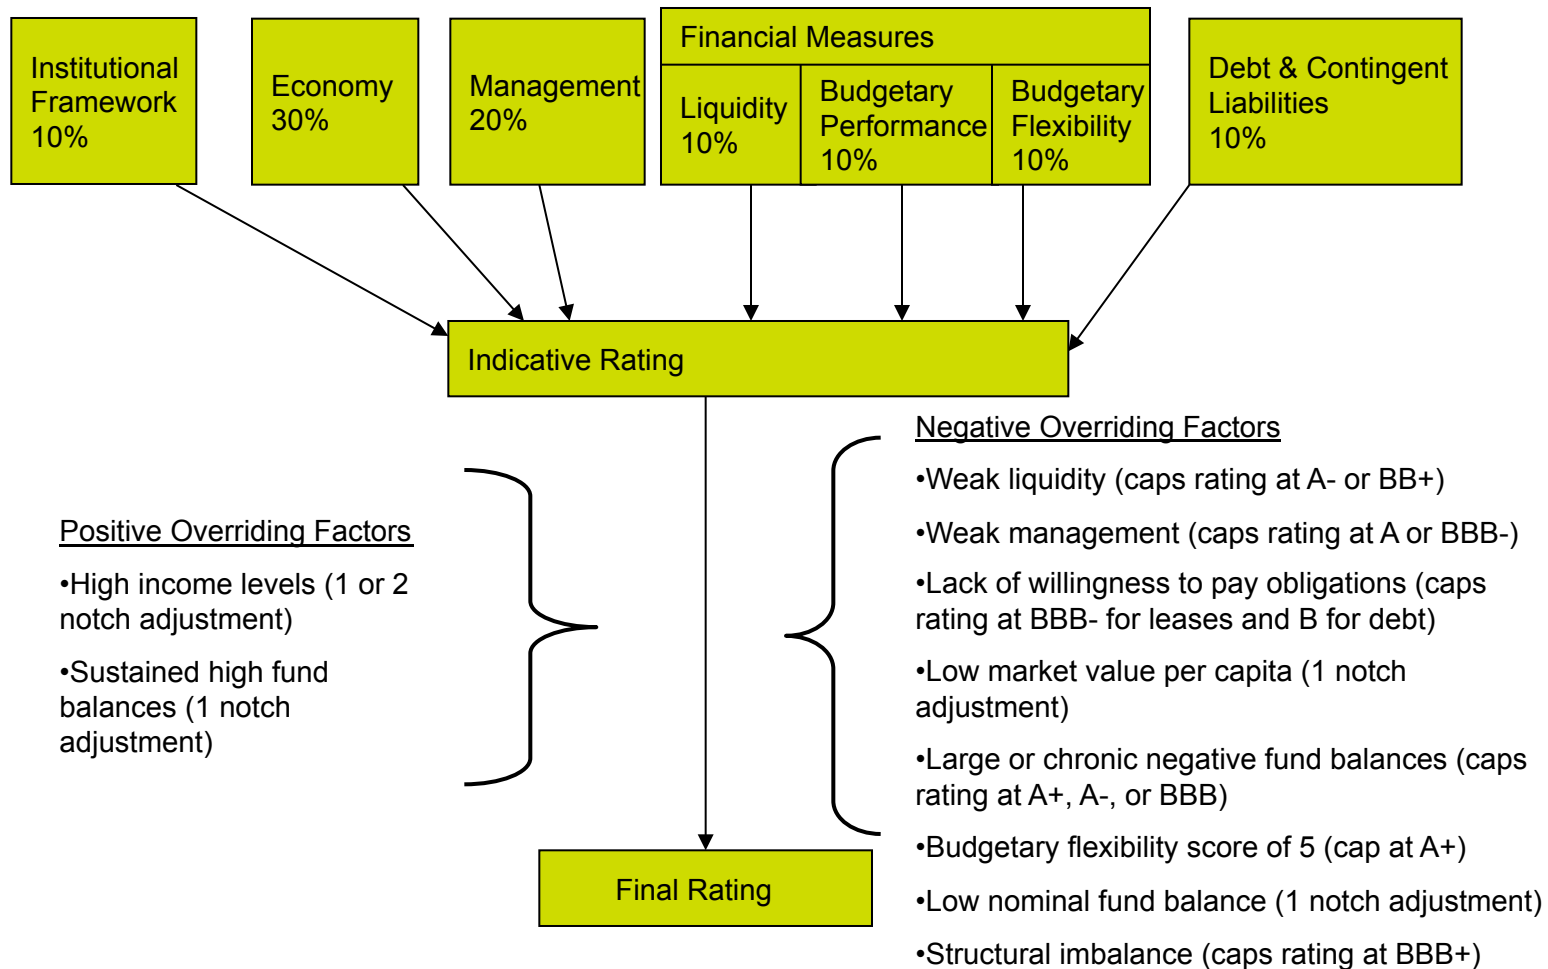 Institutional
Framework
10%
Economy
30%
Management
20%
Financial Measures
Liquidity
10%
Budgetary
Performance
10%
Budgetary
Flexibility
10%
Debt & Contingent
Liabilities
10%
Indicative Rating
Positive Overriding Factors
•High income levels (1 or 2
notch adjustment)
•Sustained high fund
balances (1 notch
adjustment)
Negative Overriding Factors
•Weak liquidity (caps rating at A- or BB+)
•Weak management (caps rating at A or BBB-)
•Lack of willingness to pay obligations (caps
rating at BBB- for leases and B for debt)
•Low market value per capita (1 notch
adjustment)
•Large or chronic negative fund balances (caps
rating at A+, A-, or BBB)
•Budgetary flexibility score of 5 (cap at A+)
•Low nominal fund balance (1 notch adjustment)
•Structural imbalance (caps rating at BBB+)
Final Rating